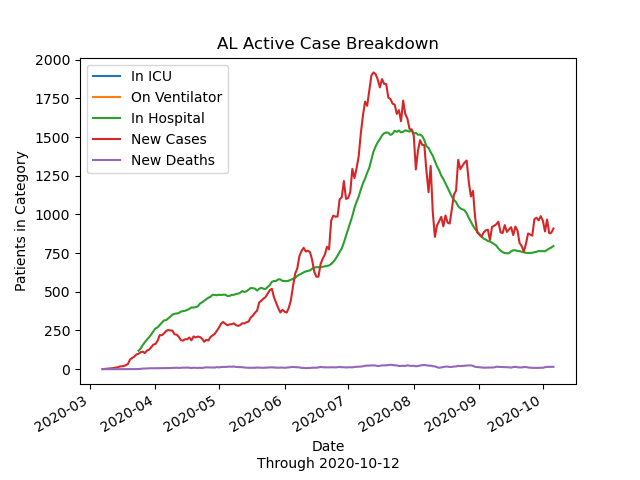 AL Active Case Breakdown
In ICU
On Ventilator
In Hospital
New Cases
New Deaths
Patients in Category
2000
1750
1500
1250
1000
750
500
250
0
2020-03
2020-04
2020-05
2020-06
2020-07
2020-08
2020-09
2020-10
Date
Through 2020-10-12